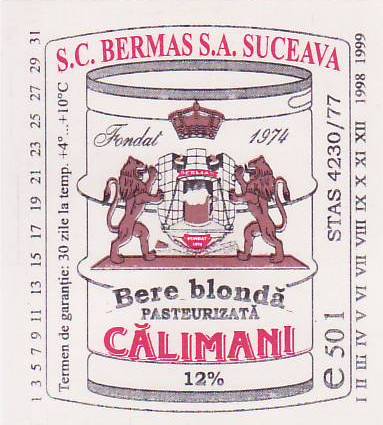 S.C. BERMAS S.A. SUCEAVA
Fondat 1974
BERMAS
FONDAT
1974
Bere blondă
PASTEURIZATĂ
CĂLIMANI
12%
1 3 5 7 9 11 13 15 17 19 21 23 25 27 29 31
Termen de garanție: 30 zile la temp. +4°...+10°C
STAS 4230/77
e 50 l
I II III IV V VI VII VIII IX X XI XII 1998 1999